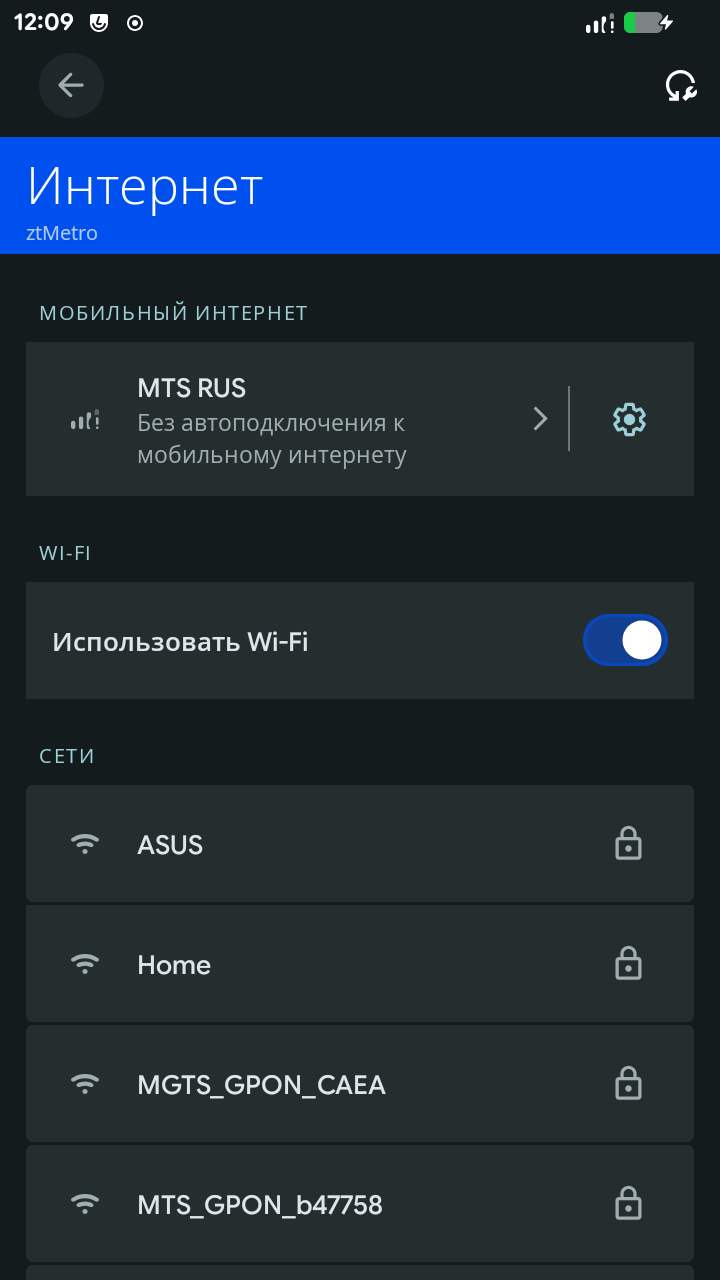 12:09
Интернет
ztMetro
МОБИЛЬНЫЙ ИНТЕРНЕТ
MTS RUS
Без автоподключения к
мобильному интернету
WI-FI
Использовать Wi-Fi
СЕТИ
ASUS
Home
MGTS_GPON_CAEA
MTS_GPON_b47758